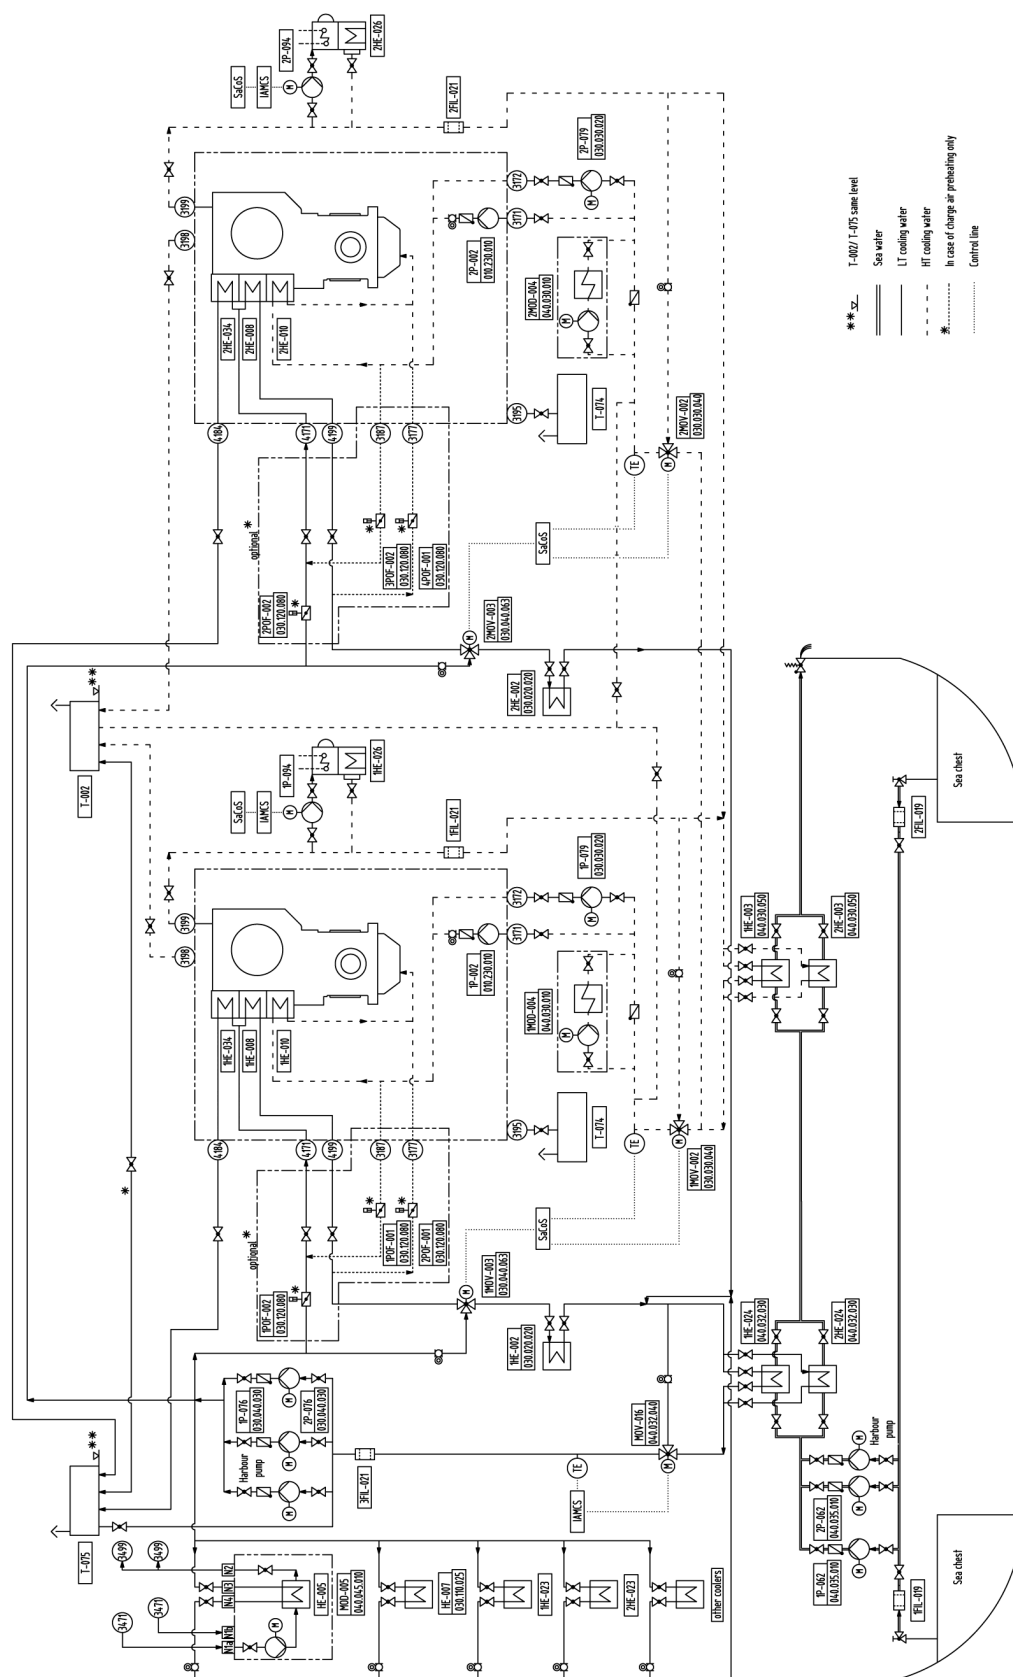 SaCoS
IAMCS
M
2P-094
2HE-026
2FIL-021
3199
3198
2HE-034
2HE-008
2HE-010
3172
3171
2P-079
030.030.020
M
2P-002
010.230.010
2MOD-004
040.030.010
M
4184
4171
4199
3187
3177
3195
T-074
optional *
2POF-002
030.120.080
*
3POF-002
030.120.080
*
4POF-001
030.120.080
*
TE
M
2MOV-002
030.030.040
SaCoS
M
2MOV-003
030.040.063
2HE-002
030.020.020
**
T-002
SaCoS
IAMCS
M
1P-094
1HE-026
1FIL-021
3199
3198
1HE-034
1HE-008
1HE-010
3172
3171
1P-079
030.030.020
M
1P-002
010.230.010
1MOD-004
040.030.010
M
4184
4171
4199
3187
3177
3195
T-074
*
optional *
1POF-002
030.120.080
*
1POF-001
030.120.080
*
2POF-001
030.120.080
*
TE
M
1MOV-002
030.030.040
SaCoS
M
1MOV-003
030.040.063
1HE-002
030.020.020
**
T-075
1P-076
030.040.030
2P-076
030.040.030
M
M
M
Harbour
pump
3FIL-021
TE
IAMCS
M
MOV-016
040.032.040
3499
3499
3471
3471
N2
N3
N4
N1b
N1a
M
HE-005
MOD-005
040.045.010
HE-007
030.110.025
1HE-023
2HE-023
other coolers
1HE-003
040.030.050
2HE-003
040.030.050
1HE-024
040.032.030
2HE-024
040.032.030
M
M
M
Harbour
pump
2P-062
040.035.010
1P-062
040.035.010
2FIL-019
1FIL-019
Sea chest
Sea chest
** T-002/ T-075 same level
Sea water
LT cooling water
HT cooling water
* In case of charge air preheating only
Control line